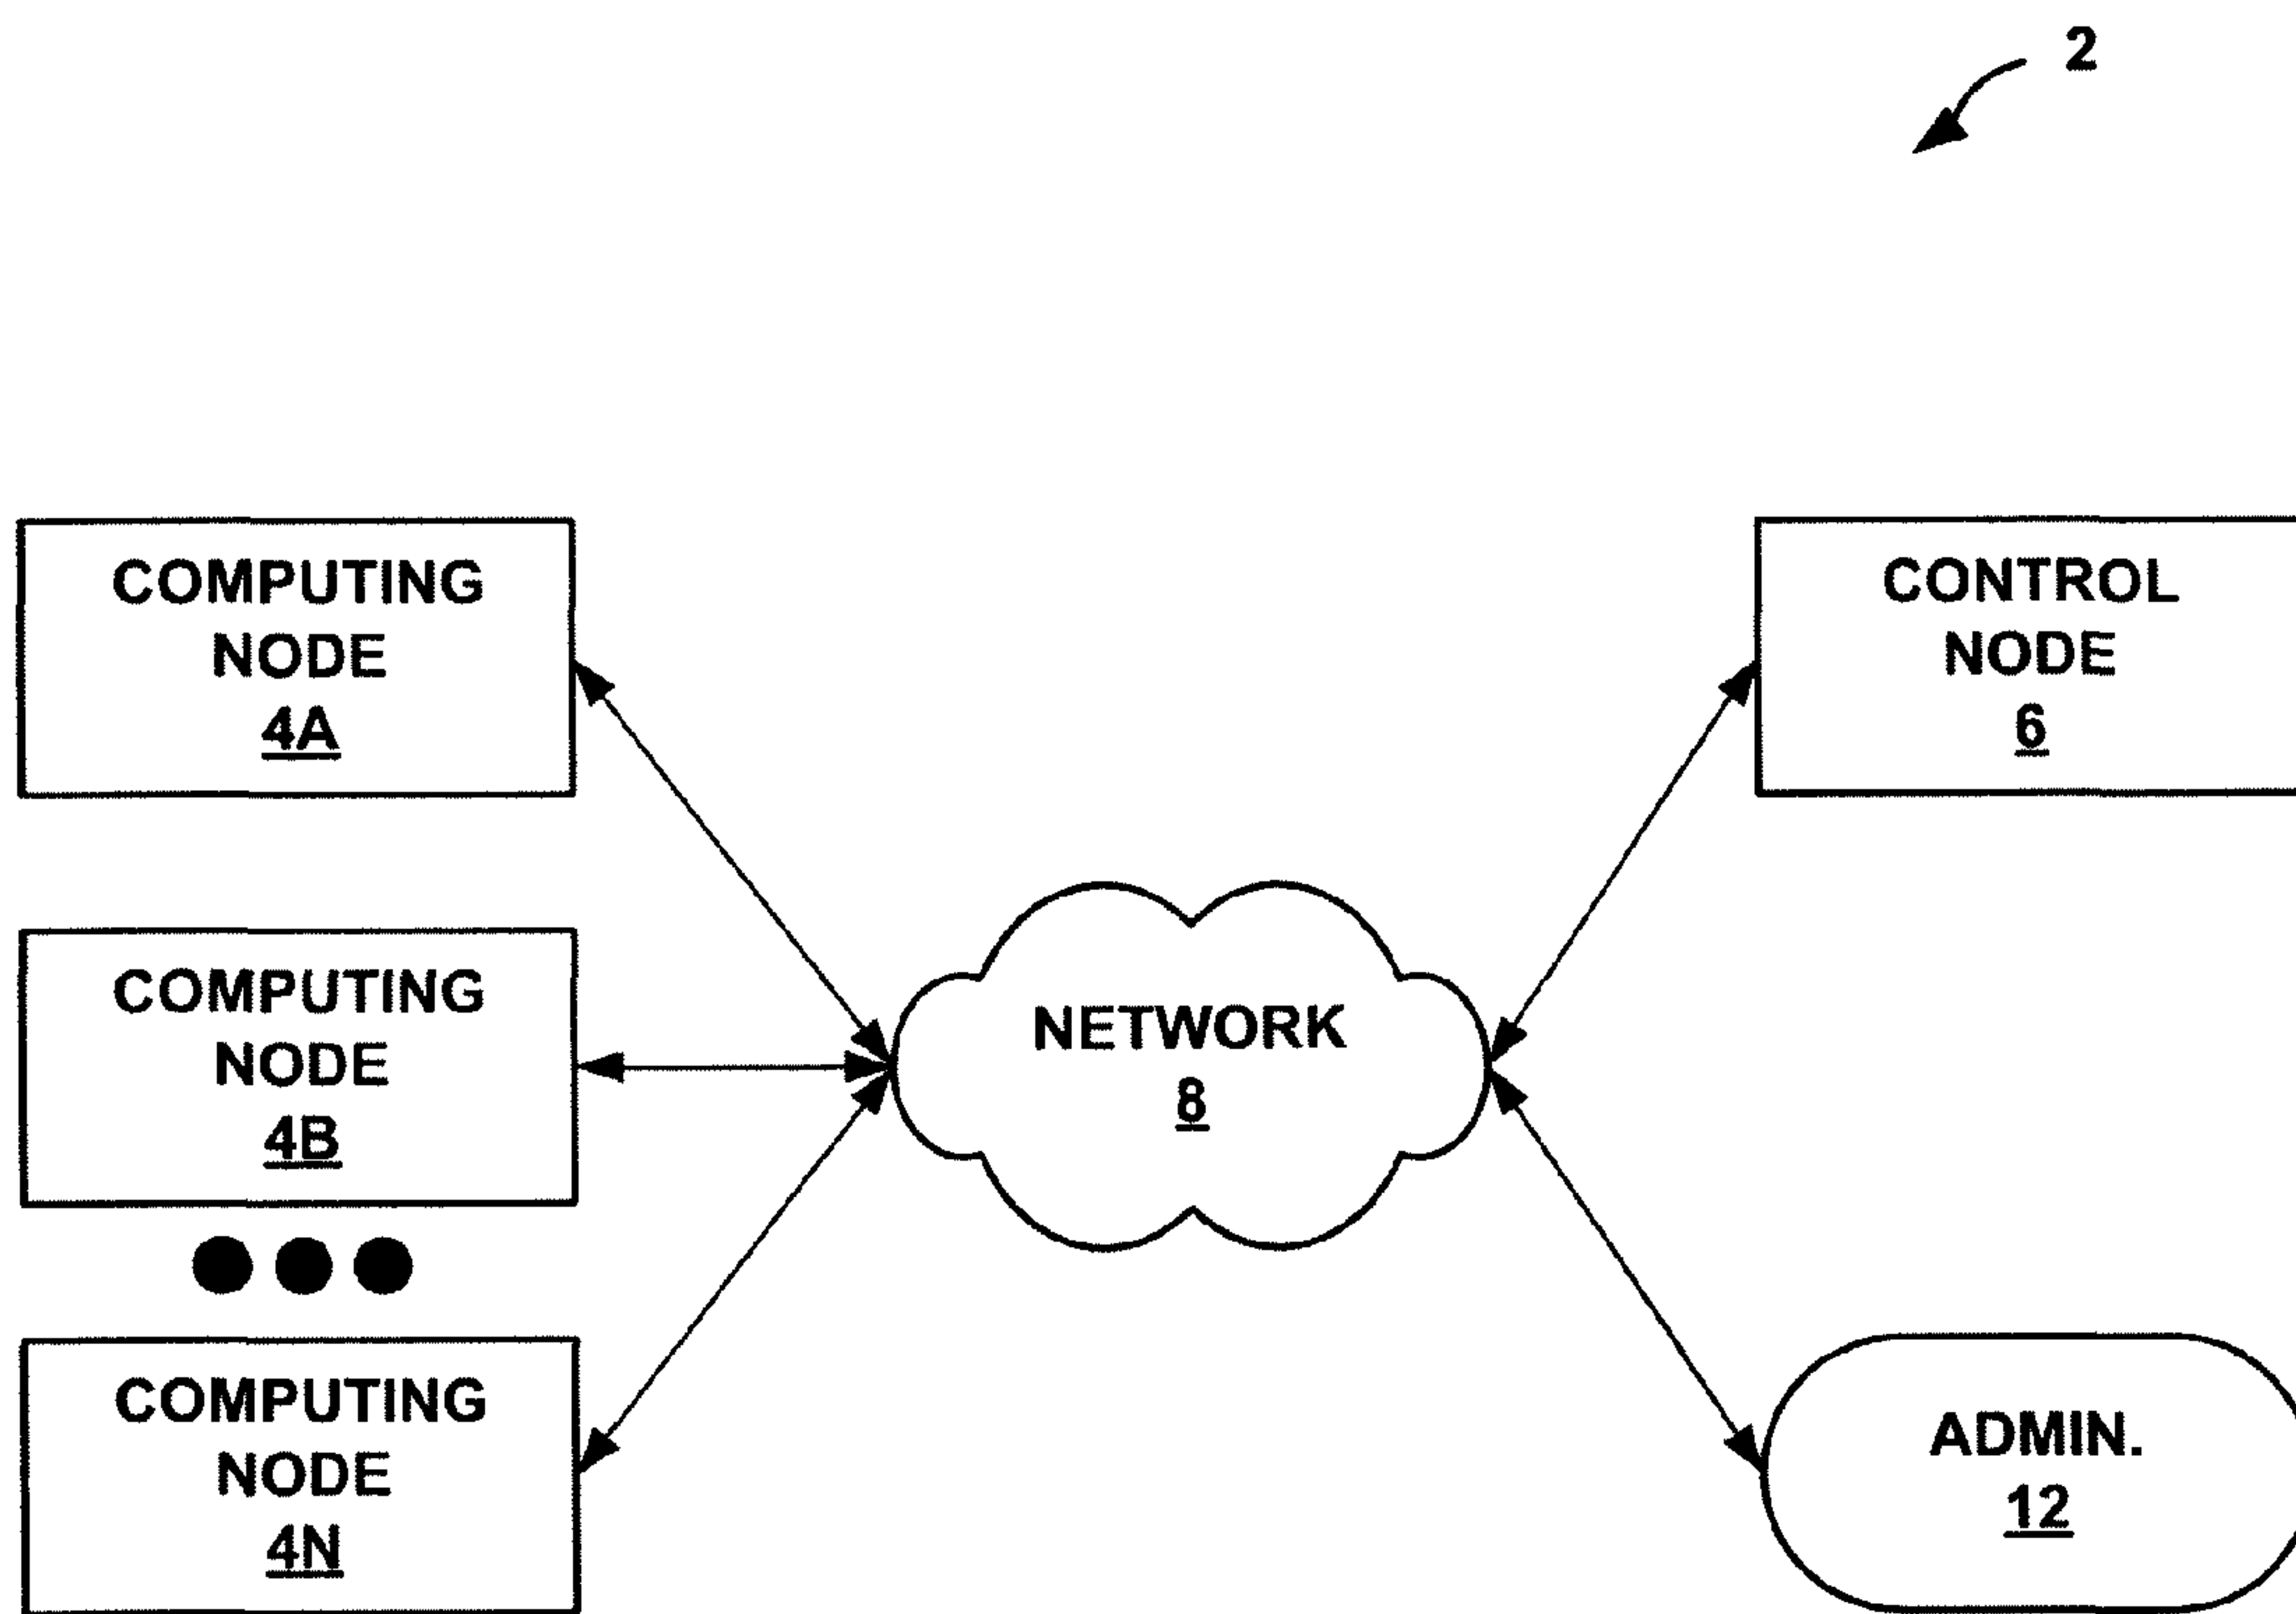 2
COMPUTING
NODE
4A
CONTROL
NODE
6
COMPUTING
NODE
4B
NETWORK
8
COMPUTING
NODE
4N
ADMIN.
12